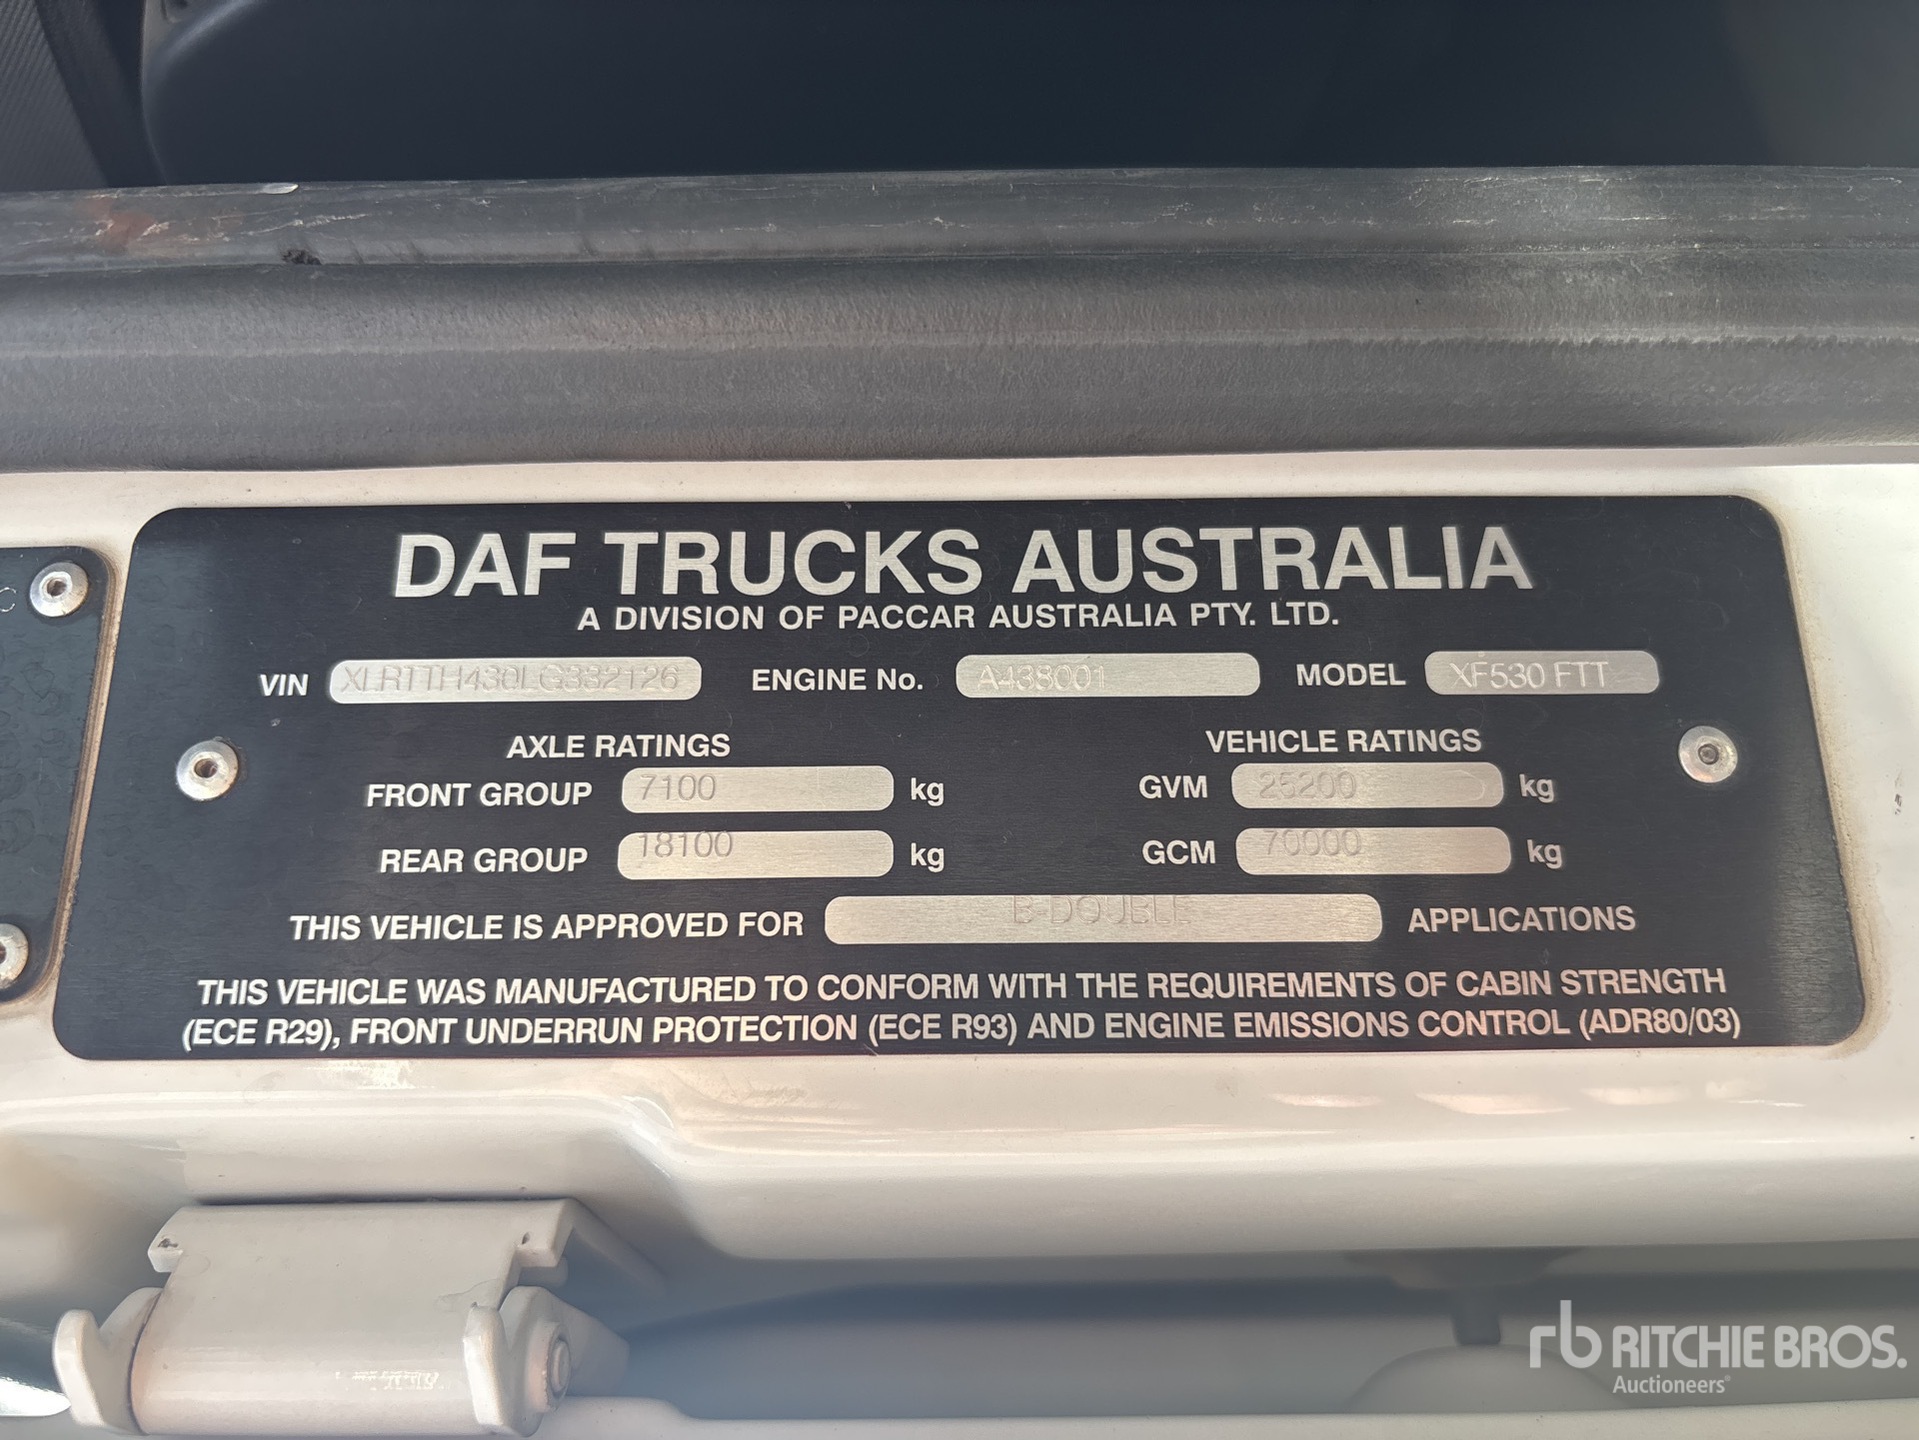 DAF TRUCKS AUSTRALIA
A DIVISION OF PACCAR AUSTRALIA PTY. LTD.
VIN XLRTTH430LG332126 ENGINE No. A438001 MODEL XF530 FTT
AXLE RATINGS VEHICLE RATINGS
FRONT GROUP 7100 kg GVM 25200 kg
REAR GROUP 18100 kg GCM 70000 kg
THIS VEHICLE IS APPROVED FOR B-DOUBLE APPLICATIONS
THIS VEHICLE WAS MANUFACTURED TO CONFORM WITH THE REQUIREMENTS OF CABIN STRENGTH
(ECE R29), FRONT UNDERRUN PROTECTION (ECE R93) AND ENGINE EMISSIONS CONTROL (ADR80/03)
rb RITCHIE BROS.
Auctioneers®